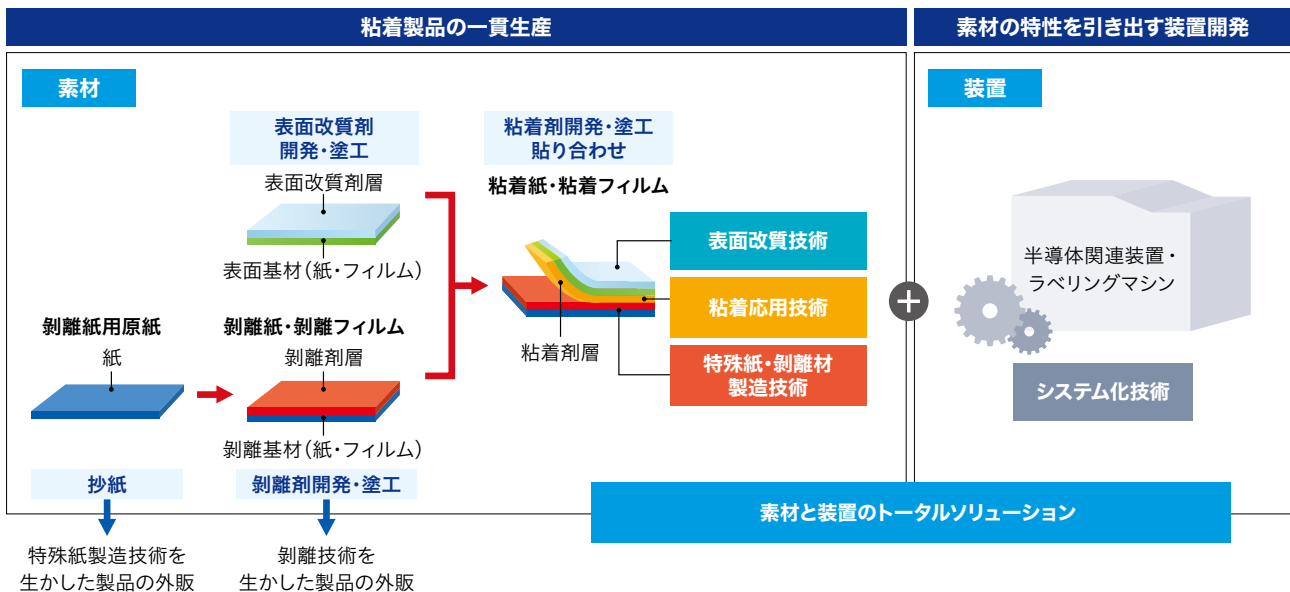 粘着製品の一貫生産
素材の特性を引き出す装置開発
素材
装置
表面改質剤
開発・塗工
表面改質剤層
表面基材（紙・フィルム）
粘着剤開発・塗工
貼り合わせ
粘着紙・粘着フィルム
粘着剤層
表面改質技術
粘着応用技術
特殊紙・剝離材
製造技術
剝離紙用原紙
紙
剝離紙・剝離フィルム
剝離剤層
剝離基材（紙・フィルム）
抄紙
剝離剤開発・塗工
特殊紙製造技術を
生かした製品の外販
剝離技術を
生かした製品の外販
半導体関連装置・
ラベリングマシン
システム化技術
素材と装置のトータルソリューション